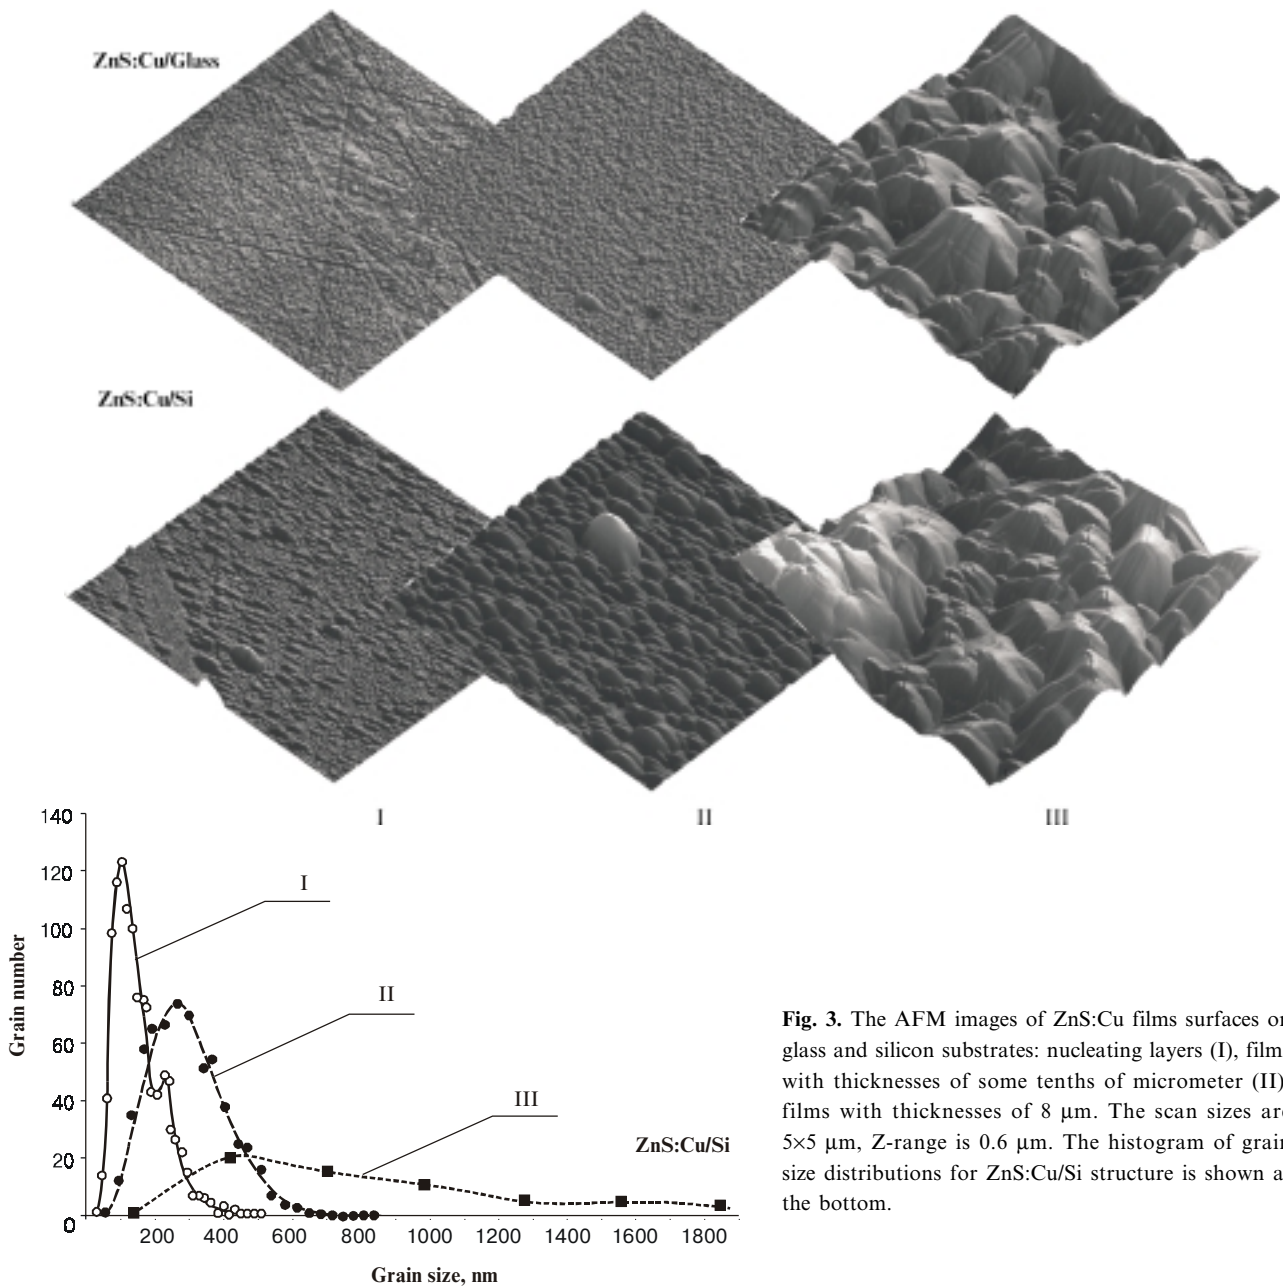 ZnS:Cu/Glass
ZnS:Cu/Si
I
II
III
140
120
100
80
60
40
20
0
Grain number
I
II
III
ZnS:Cu/Si
200
400
600
800
1000
1200
1400
1600
1800
Grain size, nm
Fig. 3. The AFM images of ZnS:Cu films surfaces on
glass and silicon substrates: nucleating layers (I), film
with thicknesses of some tenths of micrometer (II)
films with thicknesses of 8 μm. The scan sizes are
5×5 μm, Z-range is 0.6 μm. The histogram of grain
size distributions for ZnS:Cu/Si structure is shown a
the bottom.